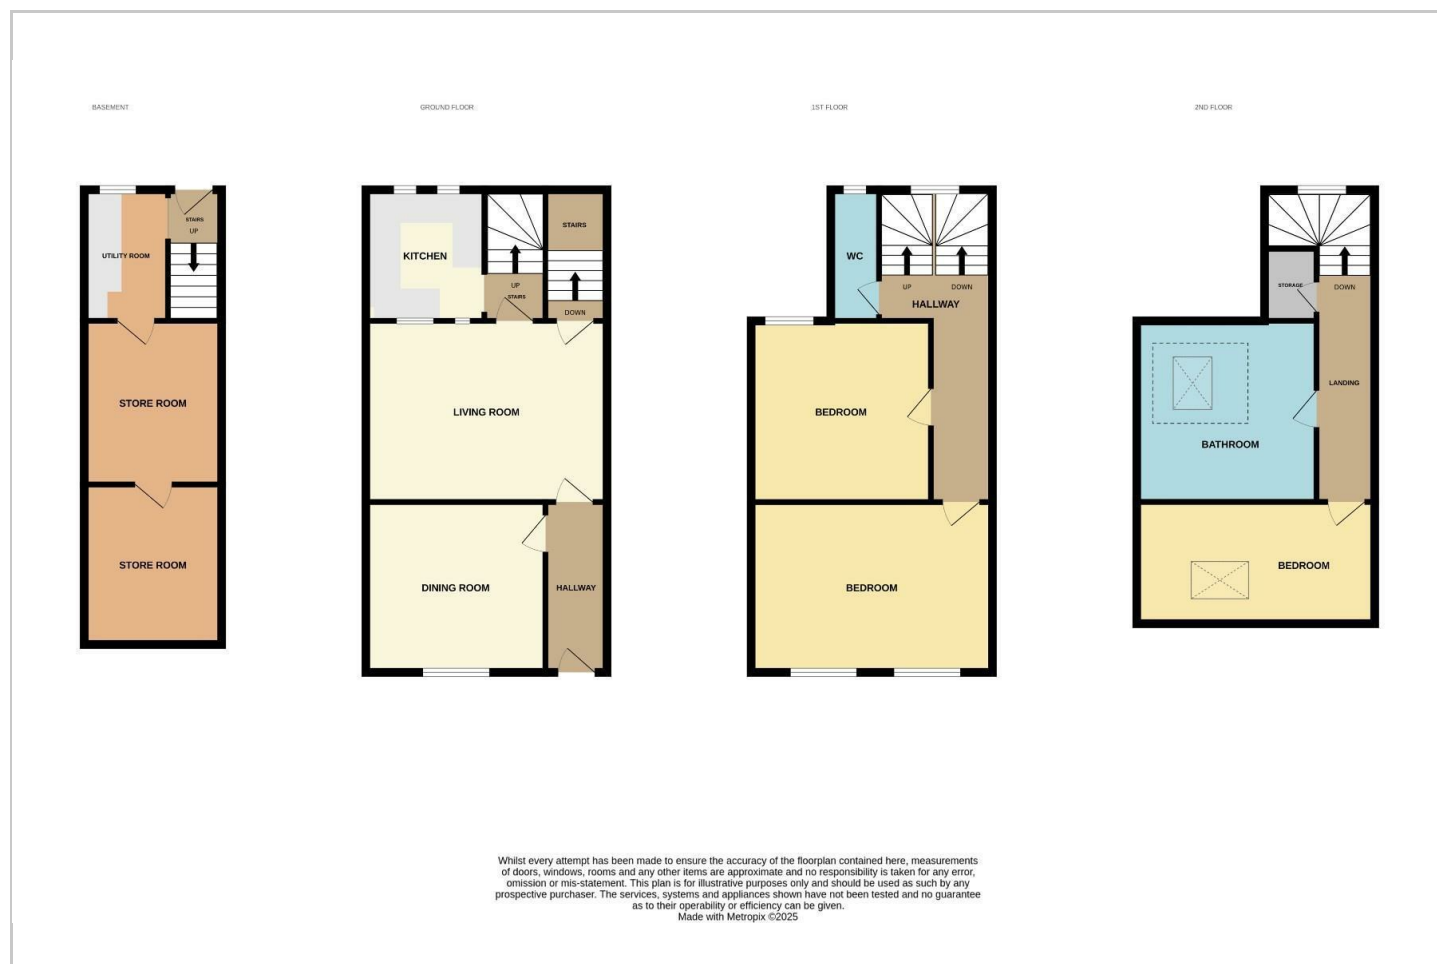 BASEMENT
GROUND FLOOR
1ST FLOOR
2ND FLOOR
STAIRS
UP
UTILITY ROOM
STORE ROOM
STORE ROOM
STAIRS
KITCHEN
UP
STAIRS
DOWN
LIVING ROOM
DINING ROOM
HALLWAY
WC
UP
DOWN
HALLWAY
BEDROOM
BEDROOM
STORAGE
DOWN
LANDING
BATHROOM
BEDROOM
Whilst every attempt has been made to ensure the accuracy of the floorplan contained here, measurements
of doors, windows, rooms and any other items are approximate and no responsibility is taken for any error,
omission or mis-statement. This plan is for illustrative purposes only and should be used as such by any
prospective purchaser. The services, systems and appliances shown have not been tested and no guarantee
as to their operability or efficiency can be given.
Made with Metropix ©2025